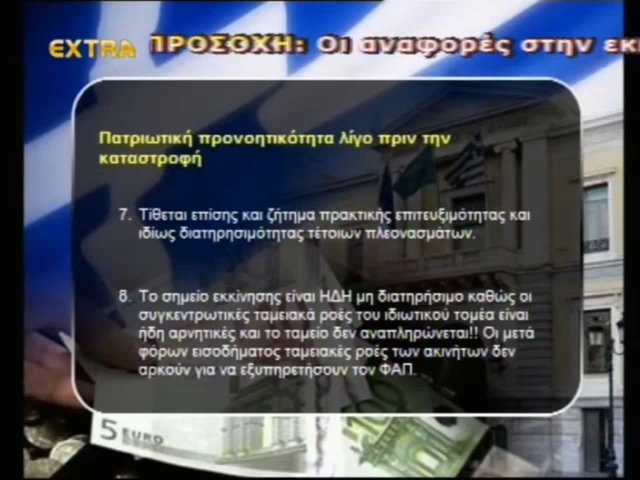 EXTRA ΠΡΟΣΟΧΗ: Οι αναφορές στην εκ
Πατριωτική προνοητικότητα λίγο πριν την
καταστροφή
7. Τίθεται επίσης και ζήτημα πρακτικής επιτευξιμότητας και
ιδίως διατηρησιμότητας τέτοιων πλεονασμάτων.
8. Το σημείο εκκίνησης είναι ΗΔΗ μη διατηρήσιμο καθώς οι
συγκεντρωτικές ταμειακά ροές του ιδιωτικού τομέα είναι
ήδη αρνητικές και το ταμείο δεν αναπληρώνεται!! Οι μετά
φόρων εισοδήματος ταμειακές ροές των ακινήτων δεν
αρκούν για να εξυπηρετήσουν τον ΦΑΠ.
5 EURO